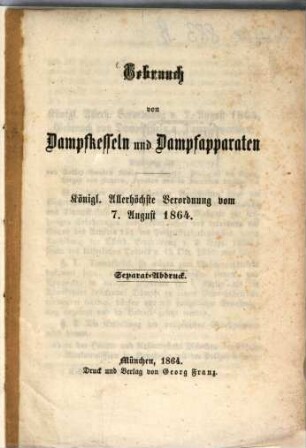 Gebrauch
von
Dampfkesseln und Dampfapparaten
Königl. Allerhöchste Verordnung vom
7. August 1864.
Separat-Abdruck.
München, 1864.
Druck und Verlag von Georg Franz.